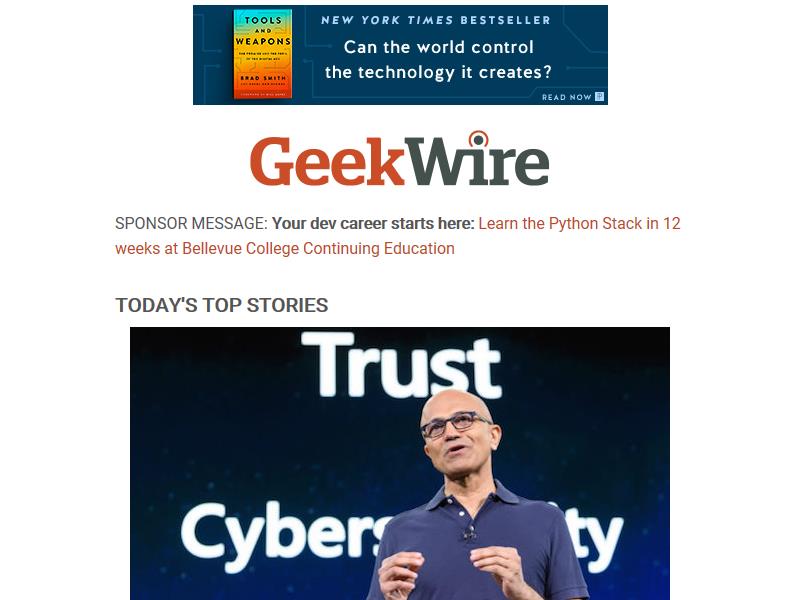 TOOLS
AND
WEAPONS
BRAD SMITH
NEW YORK TIMES BESTSELLER
Can the world control
the technology it creates?
READ NOW
GeekWire
SPONSOR MESSAGE: Your dev career starts here: Learn the Python Stack in 12
weeks at Bellevue College Continuing Education
TODAY'S TOP STORIES
Trust
Cybers ty